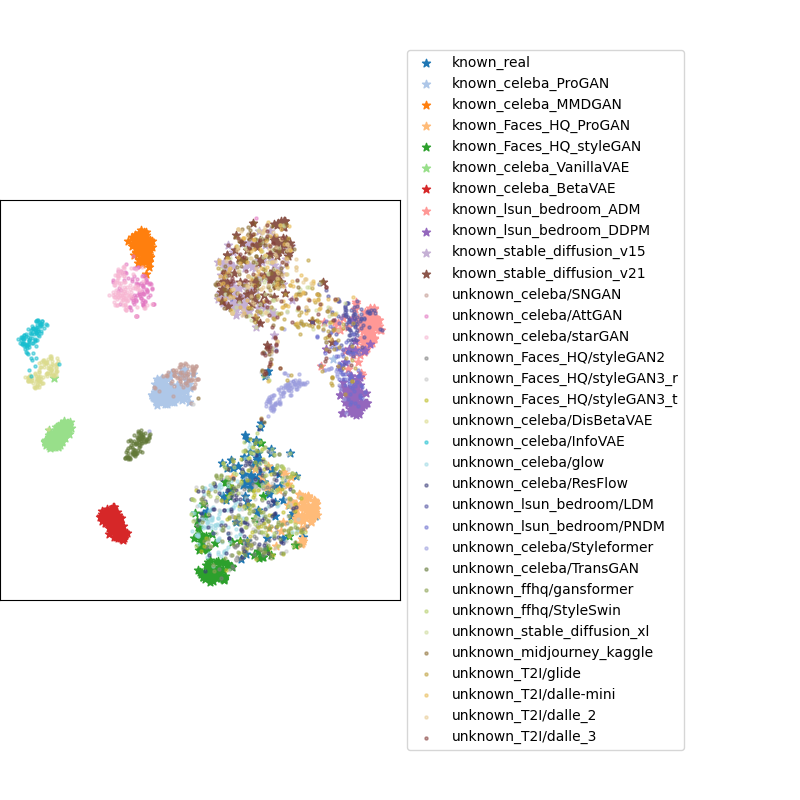 known_real
known_celeba_ProGAN
known_celeba_MMDGAN
known_Faces_HQ_ProGAN
known_Faces_HQ_styleGAN
known_celeba_VanillaVAE
known_celeba_BetaVAE
known_lsun_bedroom_ADM
known_lsun_bedroom_DDPM
known_stable_diffusion_v15
known_stable_diffusion_v21
unknown_celeba/SNGAN
unknown_celeba/AttGAN
unknown_celeba/starGAN
unknown_Faces_HQ/styleGAN2
unknown_Faces_HQ/styleGAN3_r
unknown_Faces_HQ/styleGAN3_t
unknown_celeba/DisBetaVAE
unknown_celeba/InfoVAE
unknown_celeba/glow
unknown_celeba/ResFlow
unknown_lsun_bedroom/LDM
unknown_lsun_bedroom/PNDM
unknown_celeba/Styleformer
unknown_celeba/TransGAN
unknown_ffhq/gansformer
unknown_ffhq/StyleSwin
unknown_stable_diffusion_xl
unknown_midjourney_kaggle
unknown_T2I/glide
unknown_T2I/dalle-mini
unknown_T2I/dalle_2
unknown_T2I/dalle_3